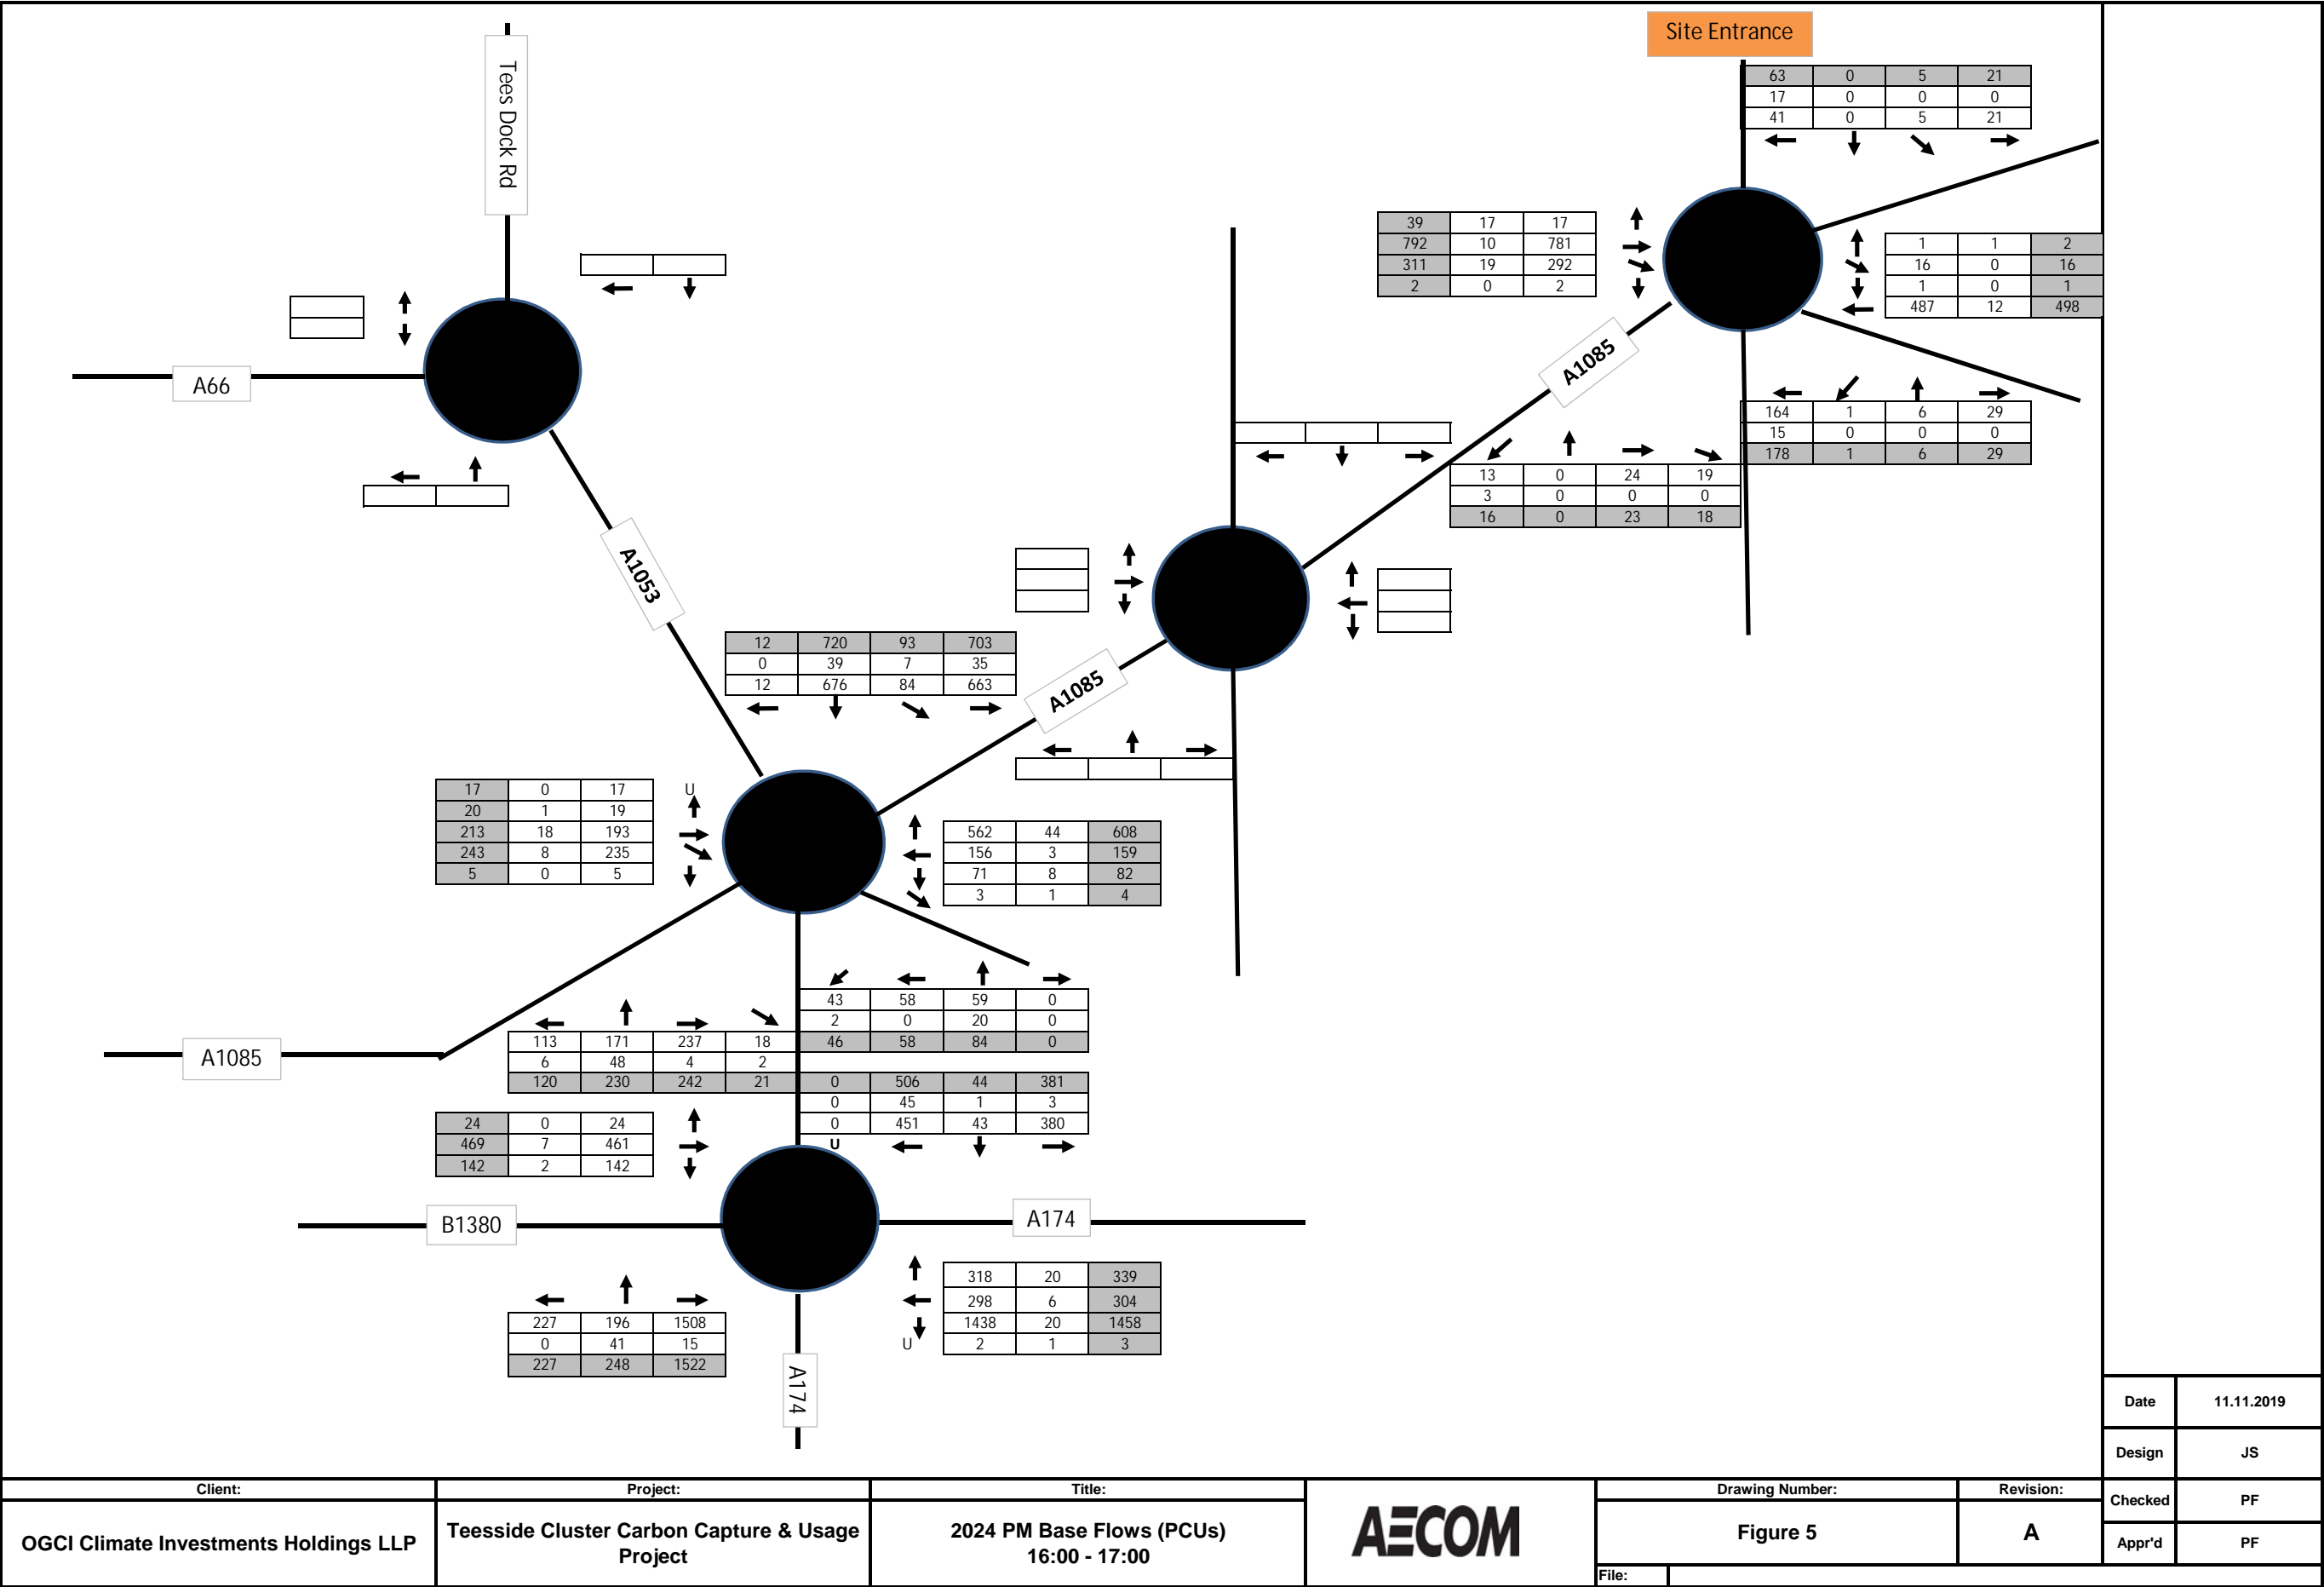 Site Entrance
63 0 5 21
17 0 0 0
41 0 5 21
Tees Dock Rd
39 17 17
792 10 781
311 19 292
2 0 2
1 1 2
16 0 16
1 0 1
487 12 498
A66
A1085
164 1 6 29
15 0 0 0
178 1 6 29
13 0 24 19
3 0 0 0
16 0 23 18
A1053
12 720 93 703
0 39 7 35
12 676 84 663
A1085
17 0 17 U
20 1 19
213 18 193
243 8 235
5 0 5
562 44 608
156 3 159
71 8 82
3 1 4
43 58 59 0
2 0 20 0
46 58 84 0
A1085
113 171 237 18
6 48 4 2
120 230 242 21
0 506 44 381
0 45 1 3
0 451 43 380
U
24 0 24
469 7 461
142 2 142
B1380
A174
318 20 339
298 6 304
1438 20 1458
U 2 1 3
227 196 1508
0 41 15
227 248 1522
A174
Date 11.11.2019
Design JS
Checked PF
Appr'd PF
Client:
OGCI Climate Investments Holdings LLP
Project:
Teesside Cluster Carbon Capture & Usage
Project
Title:
2024 PM Base Flows (PCUs)
16:00 - 17:00
AECOM
Drawing Number:
Figure 5
Revision:
A
File: